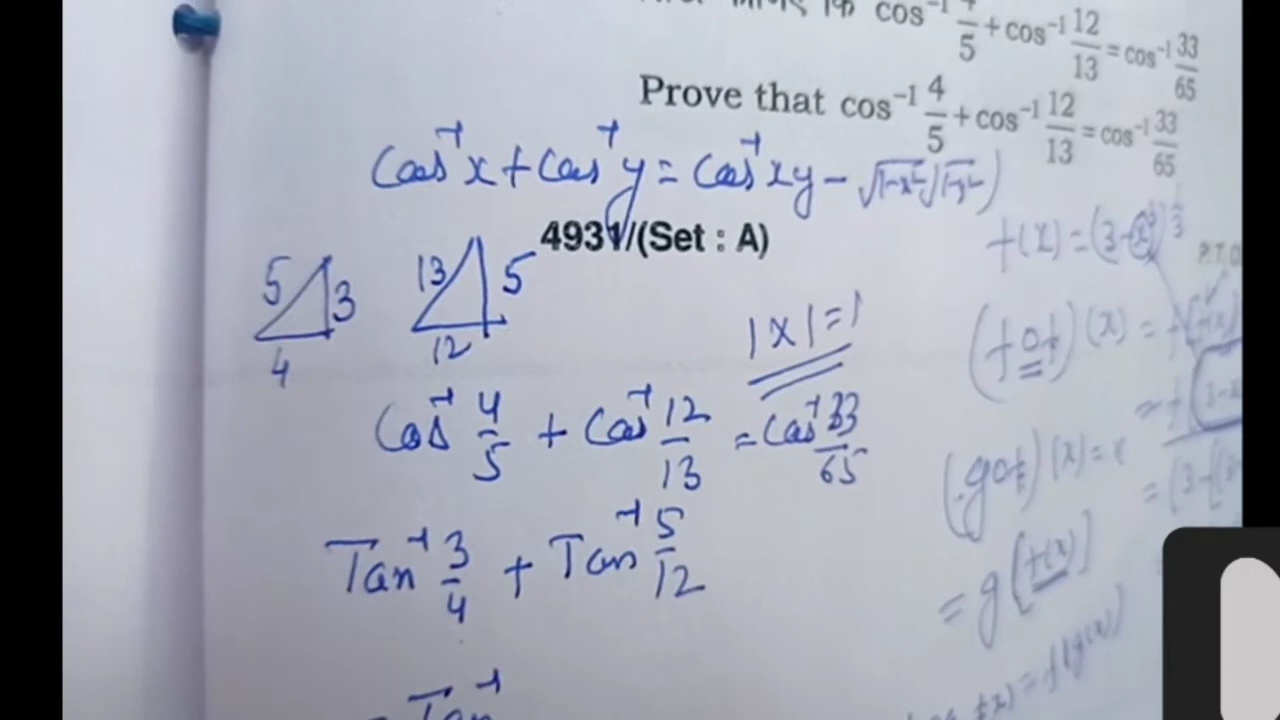 कि cos⁻¹ 4/5 + cos⁻¹ 12/13 = cos⁻¹ 33/65
Prove that cos⁻¹ 4/5 + cos⁻¹ 12/13 = cos⁻¹ 33/65
Cos⁻¹x + Cos⁻¹y = Cos⁻¹xy - √1-x² √1-y² )
4931/(Set : A)
f(x) = (3-x³)^1/3
P.T.O
5 3 4
13 5 12
|x|=1
(fof)(x) =
Cos⁻¹ 4/5 + Cos⁻¹ 12/13 = Cos⁻¹ 33/65
(gof)(x) =
Tan⁻¹ 3/4 + Tan⁻¹ 5/12
= g[f(x)]
= Tan⁻¹
= f(g(x))